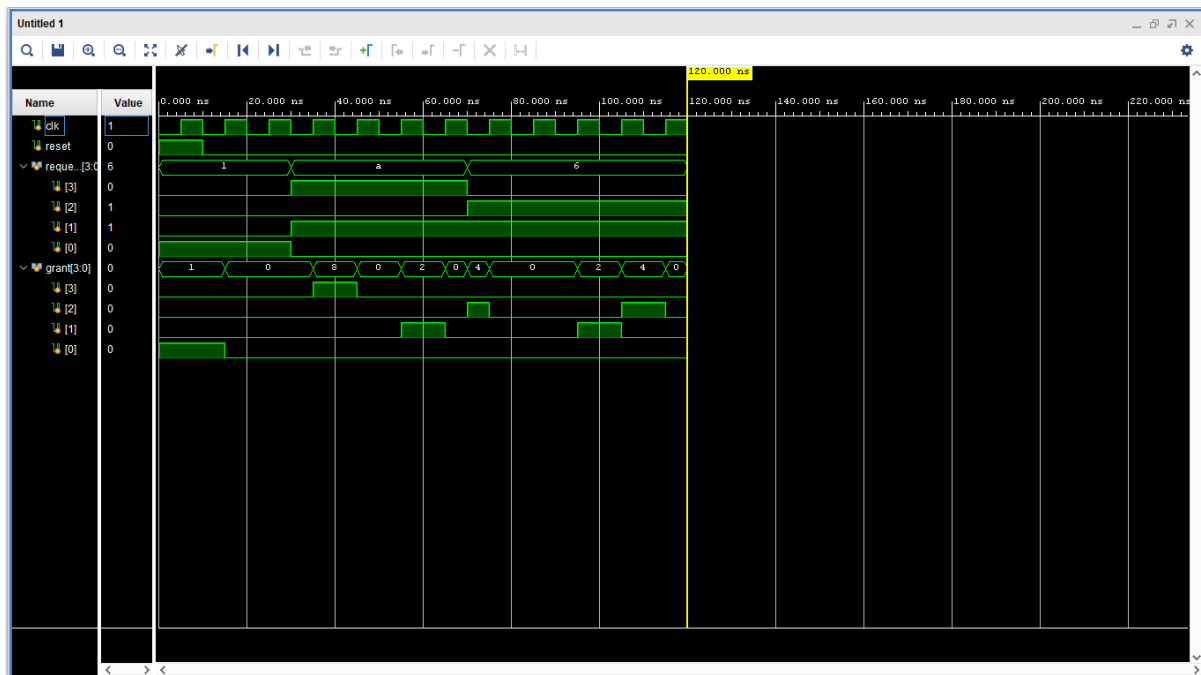 Untitled 1
120.000 ns
Name Value 0.000 ns 20.000 ns 40.000 ns 60.000 ns 80.000 ns 100.000 ns 120.000 ns 140.000 ns 160.000 ns 180.000 ns 200.000 ns 220.000 ns
clk 1
reset 0
reque...[3:0 6 1 a 6
[3] 0
[2] 1
[1] 1
[0] 0
grant[3:0] 0 1 0 8 0 2 0 4 0 2 4 0
[3] 0
[2] 0
[1] 0
[0] 0